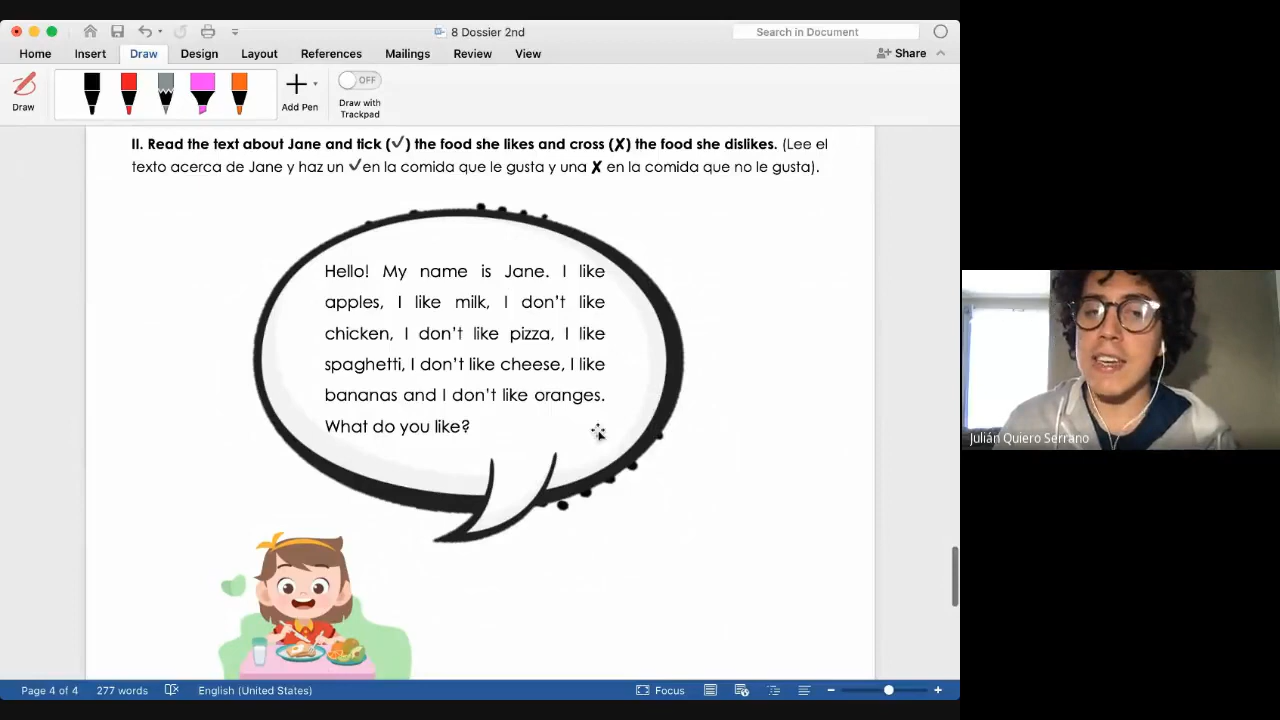 8 Dossier 2nd
Search in Document
Home Insert Draw Design Layout References Mailings Review View
Share
Draw
Add Pen
OFF
Draw with
Trackpad
II. Read the text about Jane and tick (✓) the food she likes and cross (✗) the food she dislikes. (Lee el
texto acerca de Jane y haz un ✓ en la comida que le gusta y una ✗ en la comida que no le gusta).
Hello! My name is Jane. I like
apples, I like milk, I don't like
chicken, I don't like pizza, I like
spaghetti, I don't like cheese, I like
bananas and I don't like oranges.
What do you like?
Julián Quiero Serrano
Page 4 of 4 277 words English (United States) Focus